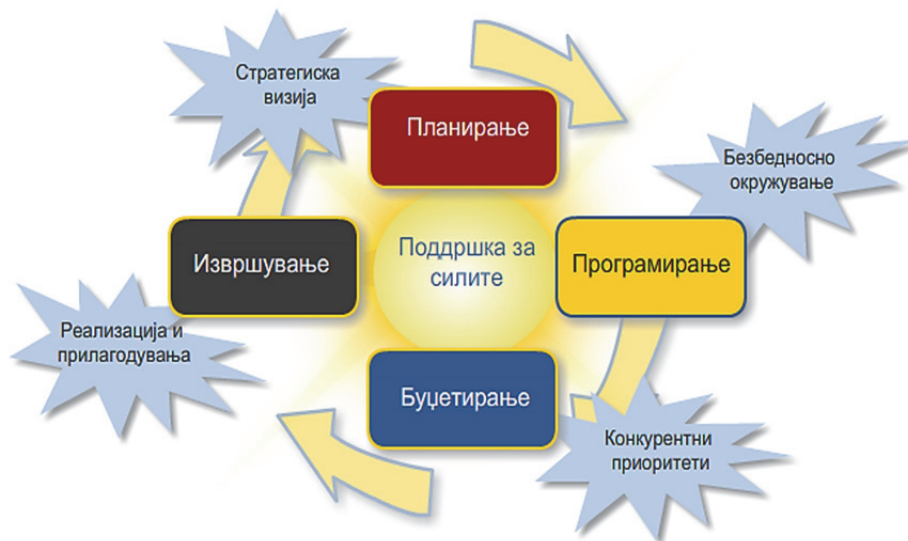 Стратегиска
визија
Планирање
Безбедносно
окружување
Извршување
Поддршка за
силите
Програмирање
Реализација и
прилагодувања
Буџетирање
Конкурентни
приоритети